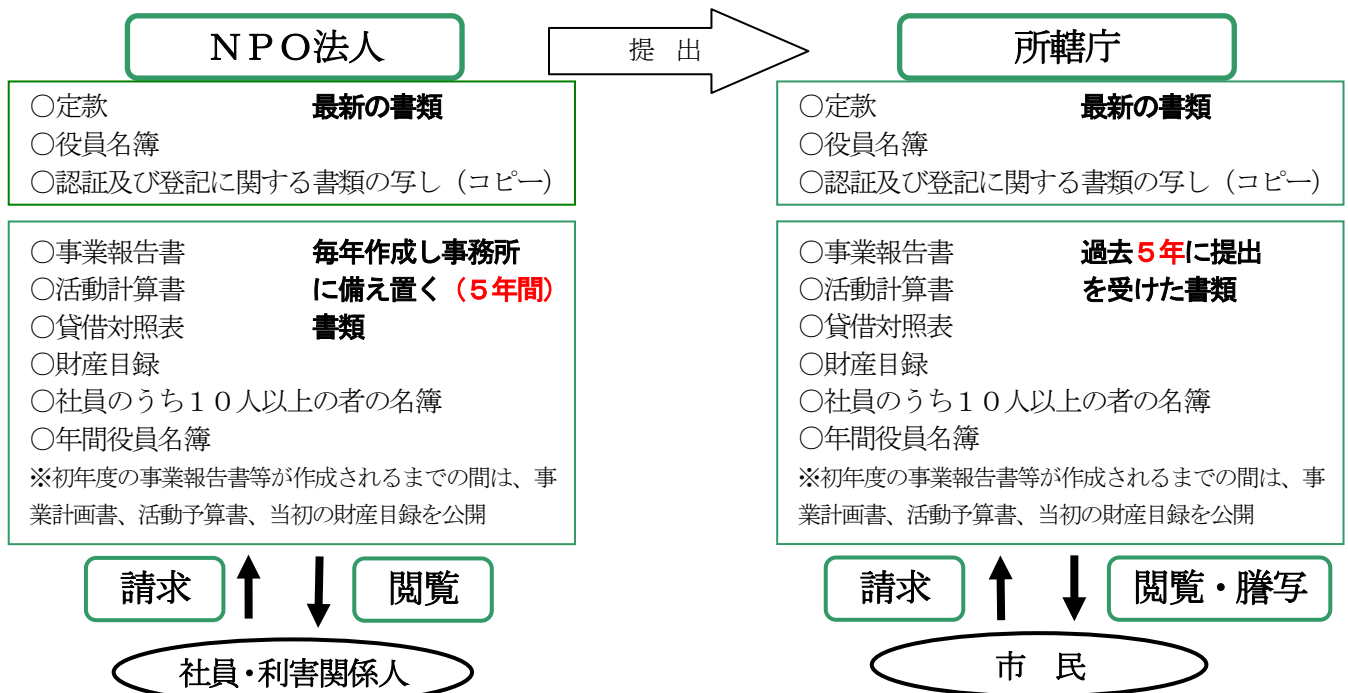 ＮＰＯ法人
提 出
所轄庁
○定款 最新の書類
○役員名簿
○認証及び登記に関する書類の写し（コピー）
○事業報告書 毎年作成し事務所
○活動計算書 に備え置く（５年間）
○貸借対照表 書類
○財産目録
○社員のうち１０人以上の者の名簿
○年間役員名簿
※初年度の事業報告書等が作成されるまでの間は、事
業計画書、活動予算書、当初の財産目録を公開
請求
閲覧
社員・利害関係人
○定款 最新の書類
○役員名簿
○認証及び登記に関する書類の写し（コピー）
○事業報告書 過去５年に提出
○活動計算書 を受けた書類
○貸借対照表
○財産目録
○社員のうち１０人以上の者の名簿
○年間役員名簿
※初年度の事業報告書等が作成されるまでの間は、事
業計画書、活動予算書、当初の財産目録を公開
請求
閲覧・謄写
市 民